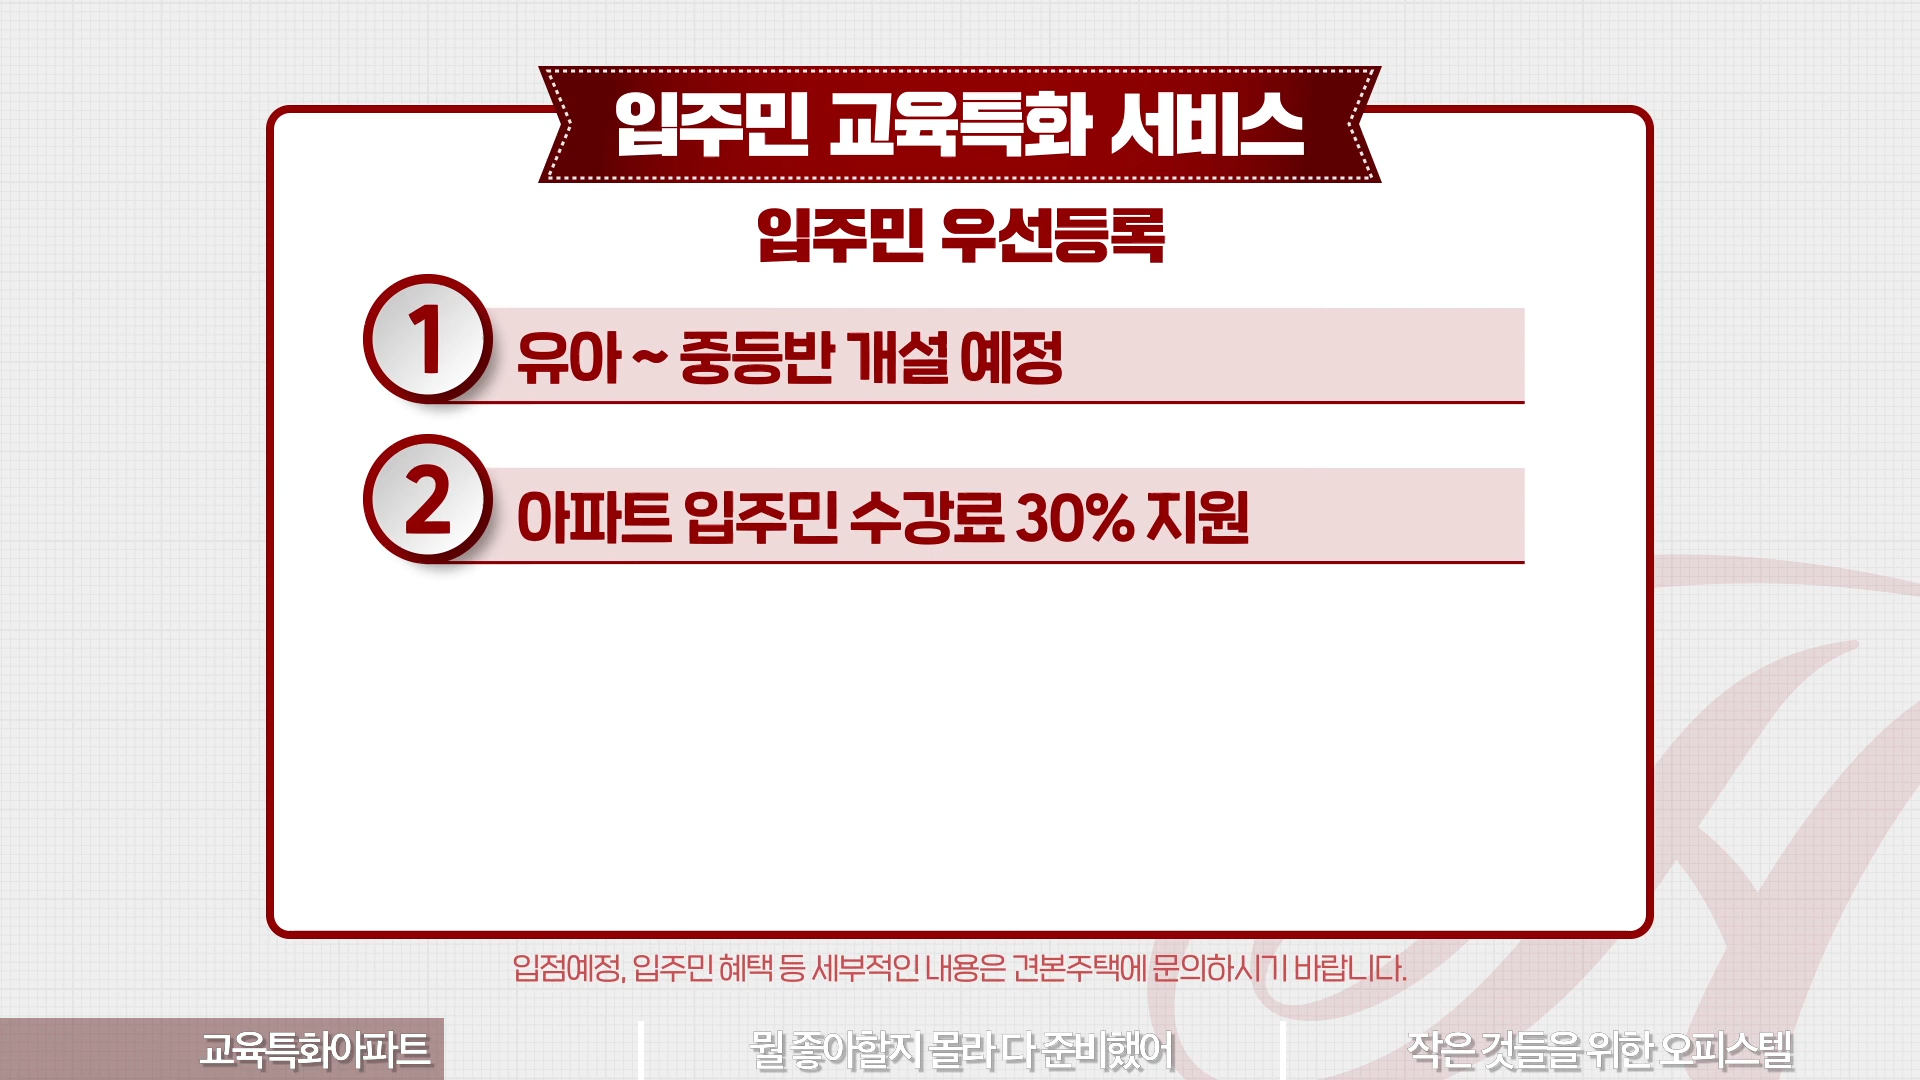 입주민 교육특화 서비스
입주민 우선등록
1
유아 ~ 중등반 개설 예정
2
아파트 입주민 수강료 30% 지원
입점예정, 입주민 혜택 등 세부적인 내용은 견본주택에 문의하시기 바랍니다.
교육특화아파트
뭘 좋아할지 몰라 다 준비했어
작은 것들을 위한 오피스텔